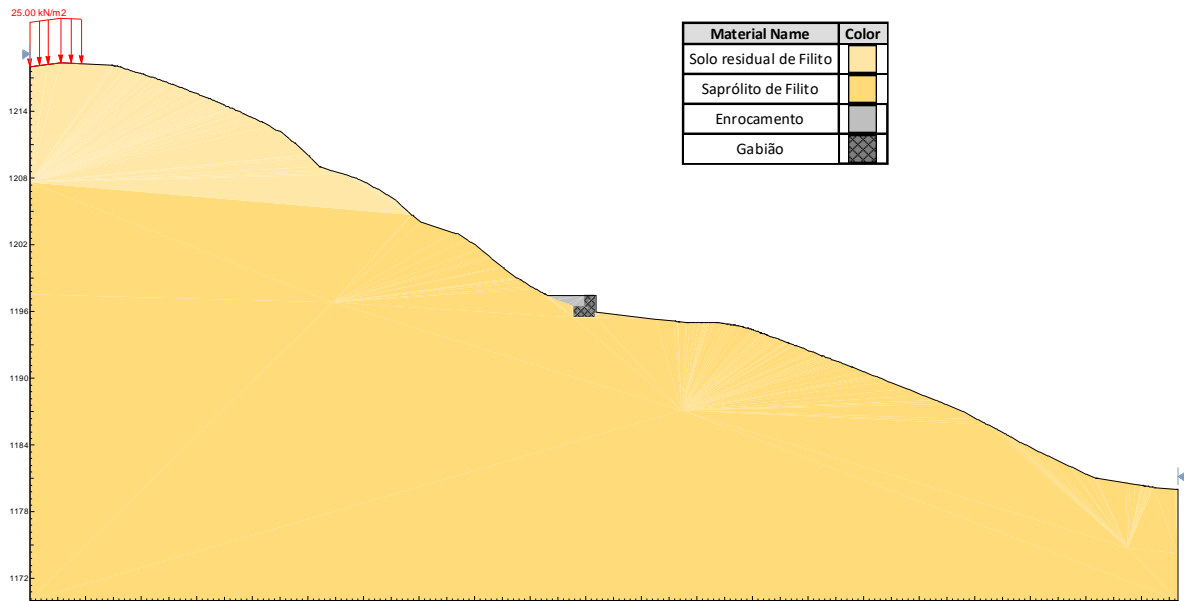 25.00 kN/m2
Material Name Color
Solo residual de Filito
Saprólito de Filito
Enrocamento
Gabião
1214
1208
1202
1196
1190
1184
1178
1172